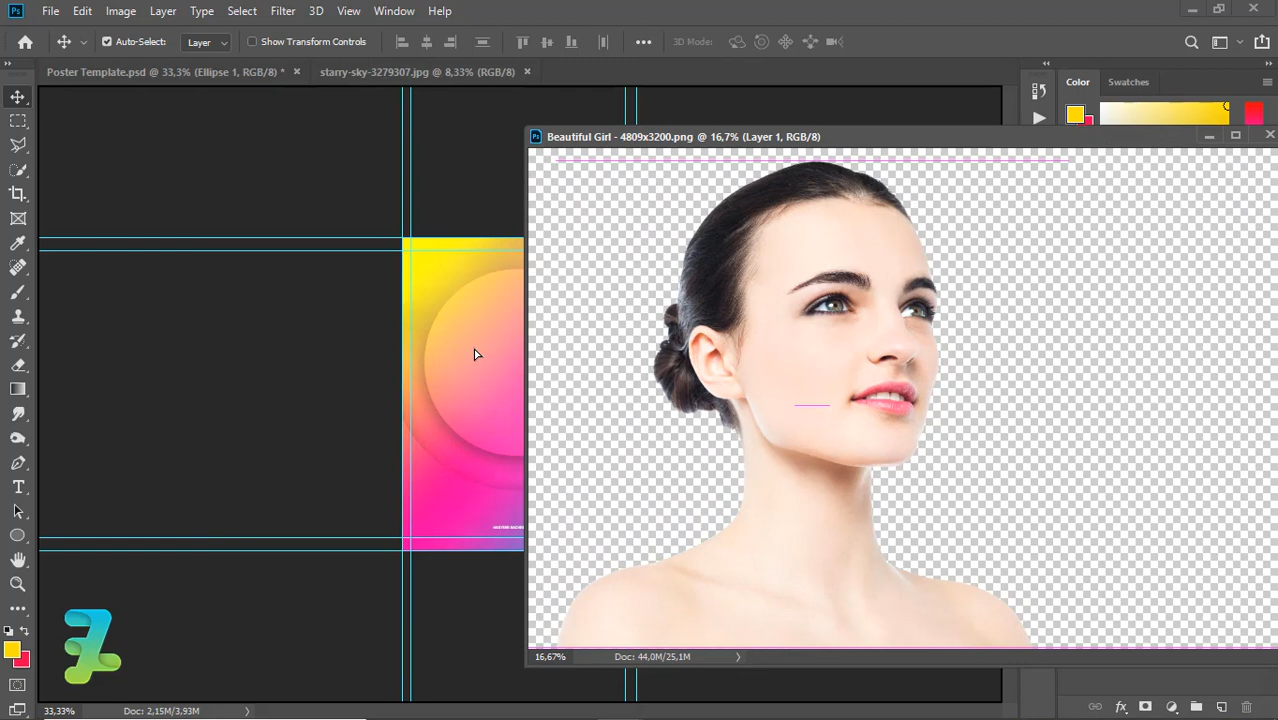 Ps File Edit Image Layer Type Select Filter 3D View Window Help
Auto-Select: Layer Show Transform Controls 3D Mode:
Poster Template.psd @ 33,3% (Ellipse 1, RGB/8) * × starry-sky-3279307.jpg @ 8,33% (RGB/8) ×
Color Swatches
Ps Beautiful Girl - 4809x3200.png @ 16,7% (Layer 1, RGB/8)
16,67% Doc: 44,0M/25,1M
33,33% Doc: 2,15M/3,93M